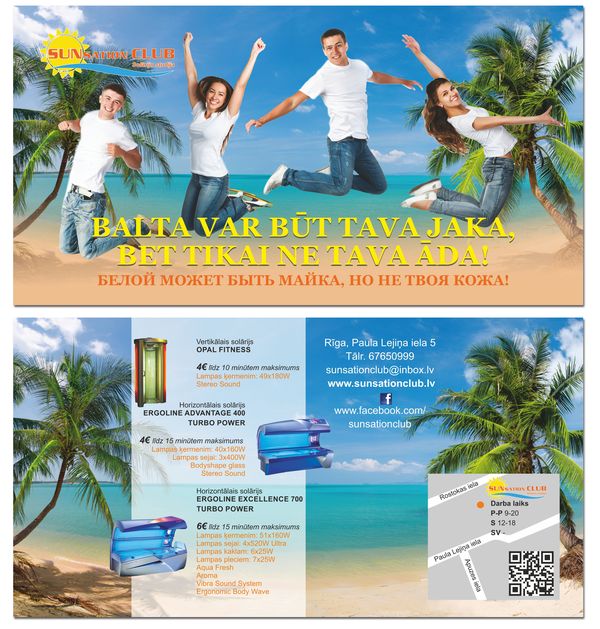 SUNSATION CLUB
Solāriju studija
BALTA VAR BŪT TAVA JAKA,
BET TIKAI NE TAVA ĀDA!
БЕЛОЙ МОЖЕТ БЫТЬ МАЙКА, НО НЕ ТВОЯ КОЖА!
Vertikālais solārijs
OPAL FITNESS
4€ līdz 10 minūtem maksimums
Lampas ķermenim: 49x180W
Stereo Sound
Horizontālais solārijs
ERGOLINE ADVANTAGE 400
TURBO POWER
4€ līdz 15 minūtem maksimums
Lampas ķermenim: 40x160W
Lampas sejai: 3x400W
Bodyshape glass
Stereo Sound
Horizontālais solārijs
ERGOLINE EXCELLENCE 700
TURBO POWER
6€ līdz 15 minūtem maksimums
Lampas ķermenim: 51x160W
Lampas sejai: 4x520W Ultra
Lampas kaklam: 6x25W
Lampas pleciem: 7x25W
Aqua Fresh
Aroma
Vibra Sound System
Ergonomic Body Wave
Rīga, Paula Lejiņa iela 5
Tālr. 67650999
sunsationclub@inbox.lv
www.sunsationclub.lv
f
www.facebook.com/
sunsationclub
SUNSATION CLUB
Rostokas iela
Darba laiks
P-P 9-20
S 12-18
SV -
Paula Lejiņa iela
Apuzes iela